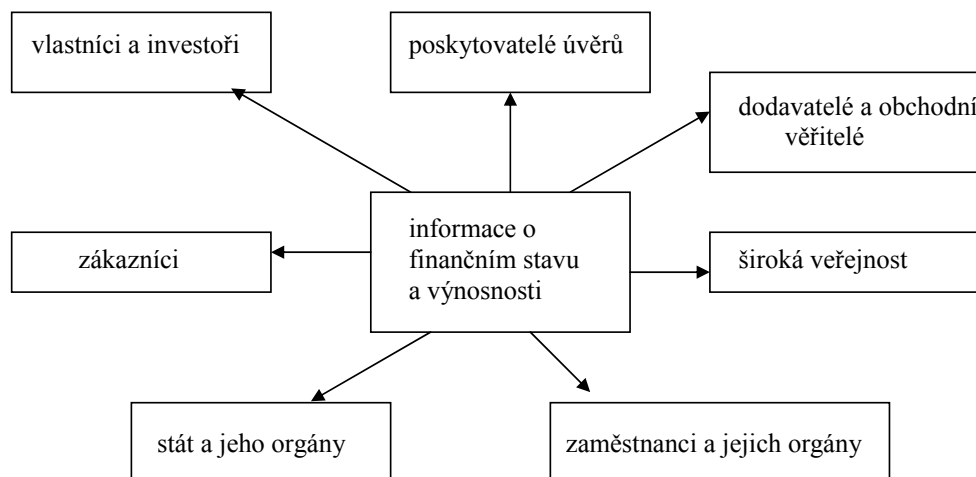 vlastníci a investoři
poskytovatelé úvěrů
dodavatelé a obchodní
věřitelé
informace o
finančním stavu
a výnosnosti
zákazníci
široká veřejnost
stát a jeho orgány
zaměstnanci a jejich orgány